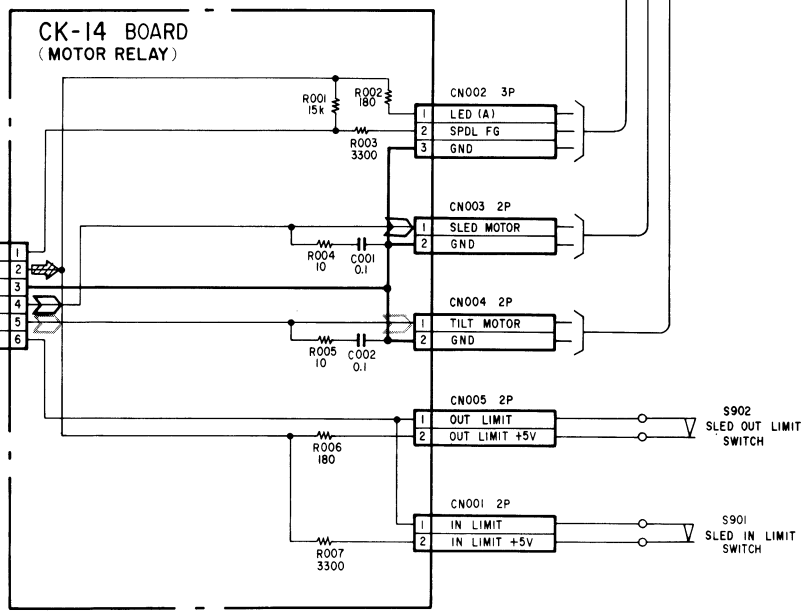 CK-14 BOARD
(MOTOR RELAY)
R001
15k
R002
180
R003
3300
CN002 3P
1 LED (A)
2 SPDL FG
3 GND
CN003 2P
1 SLED MOTOR
2 GND
R004
10
C001
0.1
1
2
3
4
5
6
CN004 2P
1 TILT MOTOR
2 GND
R005
10
C002
0.1
CN005 2P
1 OUT LIMIT
2 OUT LIMIT +5V
R006
180
S902
SLED OUT LIMIT
SWITCH
CN001 2P
1 IN LIMIT
2 IN LIMIT +5V
R007
3300
S901
SLED IN LIMIT
SWITCH